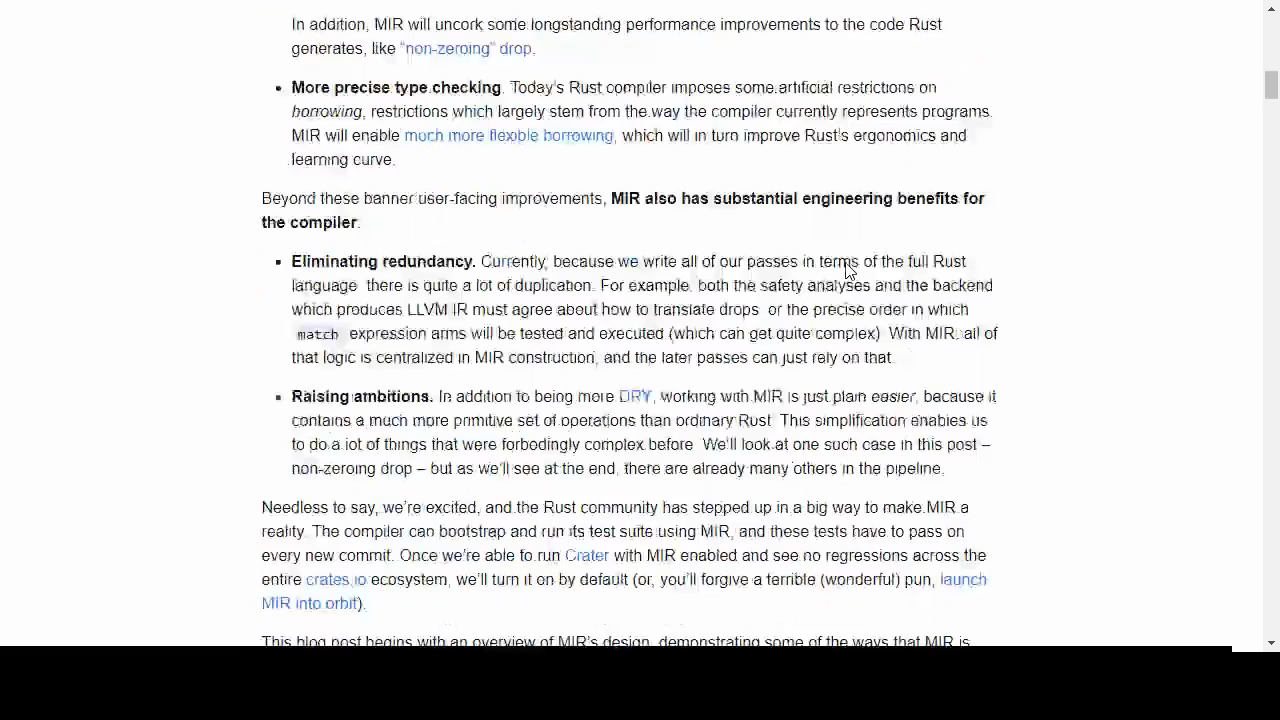 In addition, MIR will uncork some longstanding performance improvements to the code Rust
generates, like “non-zeroing” drop.
More precise type checking. Today’s Rust compiler imposes some artificial restrictions on
borrowing, restrictions which largely stem from the way the compiler currently represents programs.
MIR will enable much more flexible borrowing, which will in turn improve Rust’s ergonomics and
learning curve.
Beyond these banner user-facing improvements, MIR also has substantial engineering benefits for
the compiler.
Eliminating redundancy. Currently, because we write all of our passes in terms of the full Rust
language, there is quite a lot of duplication. For example, both the safety analyses and the backend
which produces LLVM IR must agree about how to translate drops, or the precise order in which
match expression arms will be tested and executed (which can get quite complex). With MIR, all of
that logic is centralized in MIR construction, and the later passes can just rely on that.
Raising ambitions. In addition to being more DRY, working with MIR is just plain easier, because it
contains a much more primitive set of operations than ordinary Rust. This simplification enables us
to do a lot of things that were forbodingly complex before. We’ll look at one such case in this post –
non-zeroing drop – but as we’ll see at the end, there are already many others in the pipeline.
Needless to say, we’re excited, and the Rust community has stepped up in a big way to make MIR a
reality. The compiler can bootstrap and run its test suite using MIR, and these tests have to pass on
every new commit. Once we’re able to run Crater with MIR enabled and see no regressions across the
entire crates.io ecosystem, we’ll turn it on by default (or, you’ll forgive a terrible (wonderful) pun, launch
MIR into orbit).
This blog post begins with an overview of MIR’s design, demonstrating some of the ways that MIR is